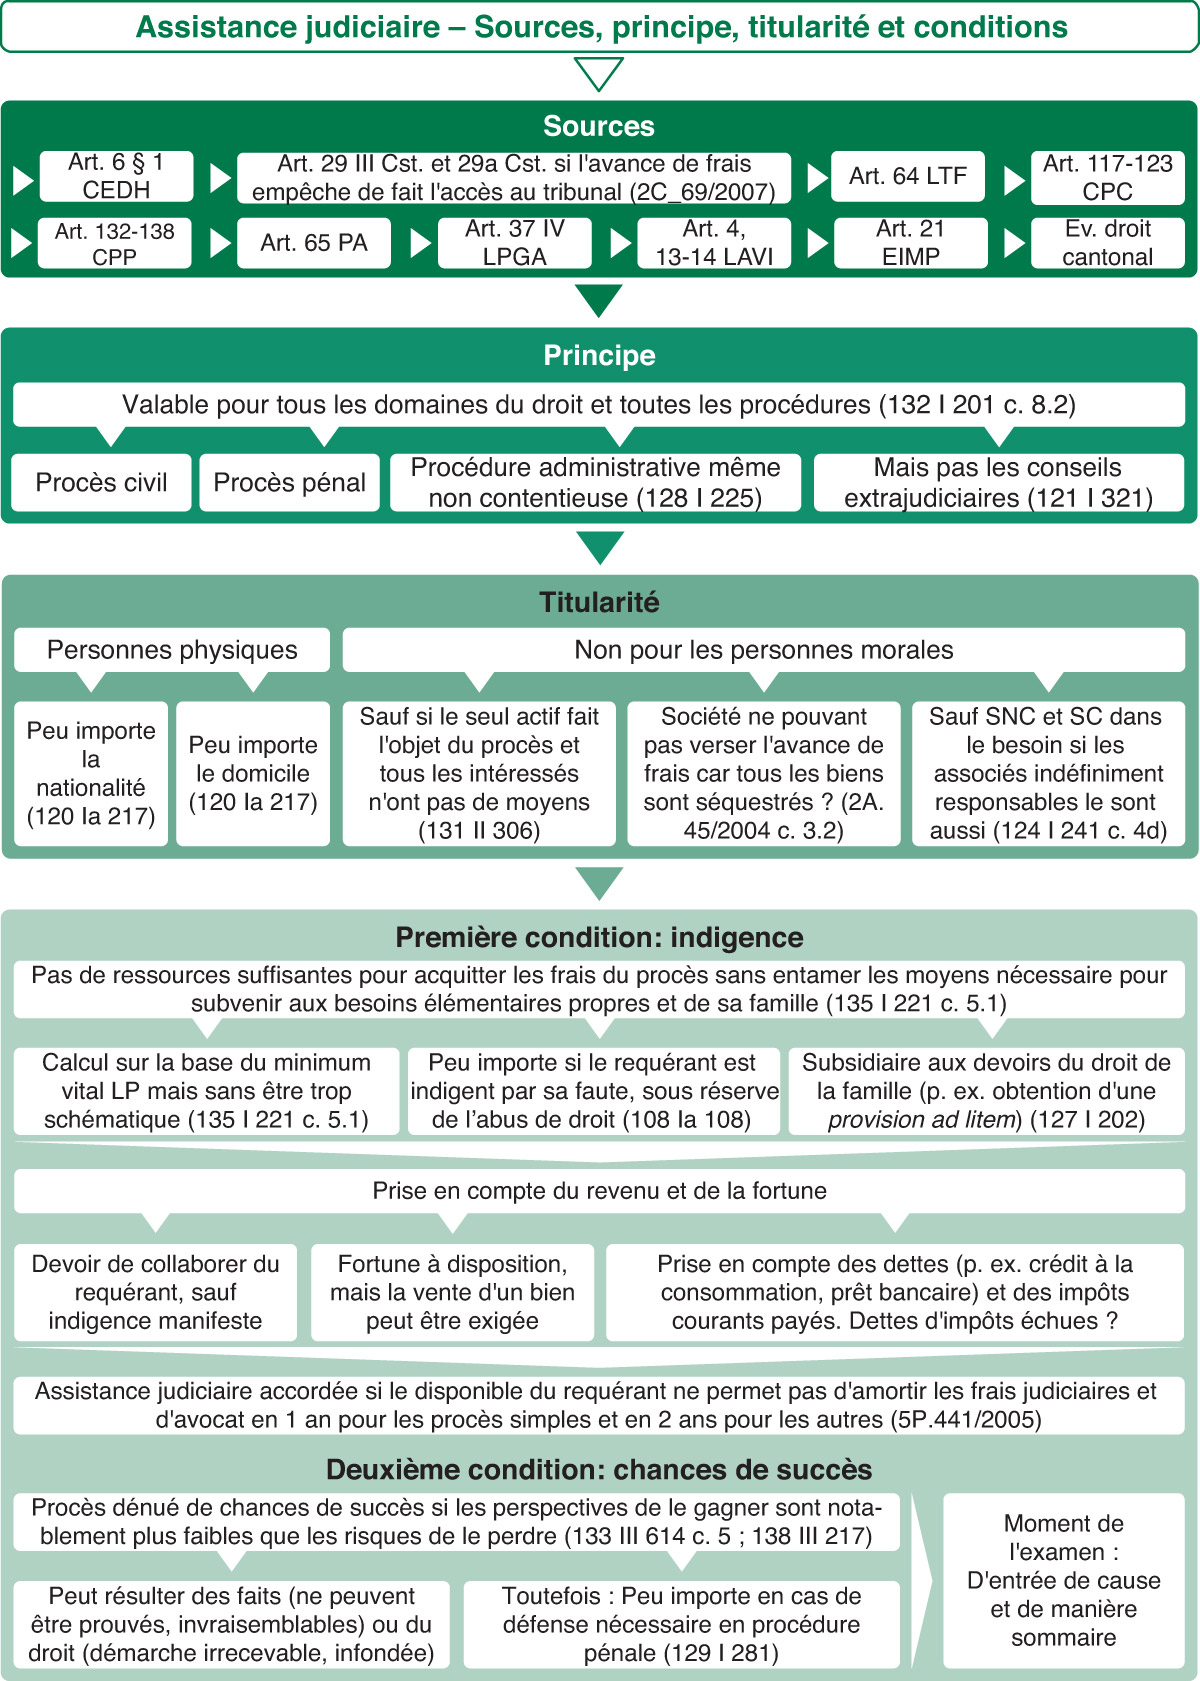 Assistance judiciaire – Sources, principe, titularité et conditions
Sources
Art. 6 § 1
CEDH
Art. 29 III Cst. et 29a Cst. si l'avance de frais
empêche de fait l'accès au tribunal (2C_69/2007)
Art. 64 LTF
Art. 117-123
CPC
Art. 132-138
CPP
Art. 65 PA
Art. 37 IV
LPGA
Art. 4,
13-14 LAVI
Art. 21
EIMP
Ev. droit
cantonal
Principe
Valable pour tous les domaines du droit et toutes les procédures (132 I 201 c. 8.2)
Procès civil
Procès pénal
Procédure administrative même
non contentieuse (128 I 225)
Mais pas les conseils
extrajudiciaires (121 I 321)
Titularité
Personnes physiques
Non pour les personnes morales
Peu importe
la
nationalité
(120 Ia 217)
Peu importe
le domicile
(120 Ia 217)
Sauf si le seul actif fait
l'objet du procès et
tous les intéressés
n'ont pas de moyens
(131 II 306)
Société ne pouvant
pas verser l'avance de
frais car tous les biens
sont séquestrés ? (2A.
45/2004 c. 3.2)
Sauf SNC et SC dans
le besoin si les
associés indéfiniment
responsables le sont
aussi (124 I 241 c. 4d)
Première condition: indigence
Pas de ressources suffisantes pour acquitter les frais du procès sans entamer les moyens nécessaire pour
subvenir aux besoins élémentaires propres et de sa famille (135 I 221 c. 5.1)
Calcul sur la base du minimum
vital LP mais sans être trop
schématique (135 I 221 c. 5.1)
Peu importe si le requérant est
indigent par sa faute, sous réserve
de l’abus de droit (108 Ia 108)
Subsidiaire aux devoirs du droit de
la famille (p. ex. obtention d'une
provision ad litem) (127 I 202)
Prise en compte du revenu et de la fortune
Devoir de collaborer du
requérant, sauf
indigence manifeste
Fortune à disposition,
mais la vente d'un bien
peut être exigée
Prise en compte des dettes (p. ex. crédit à la
consommation, prêt bancaire) et des impôts
courants payés. Dettes d'impôts échues ?
Assistance judiciaire accordée si le disponible du requérant ne permet pas d'amortir les frais judiciaires et
d'avocat en 1 an pour les procès simples et en 2 ans pour les autres (5P.441/2005)
Deuxième condition: chances de succès
Procès dénué de chances de succès si les perspectives de le gagner sont nota-
blement plus faibles que les risques de le perdre (133 III 614 c. 5 ; 138 III 217)
Peut résulter des faits (ne peuvent
être prouvés, invraisemblables) ou du
droit (démarche irrecevable, infondée)
Toutefois : Peu importe en cas de
défense nécessaire en procédure
pénale (129 I 281)
Moment de
l'examen :
D'entrée de cause
et de manière
sommaire